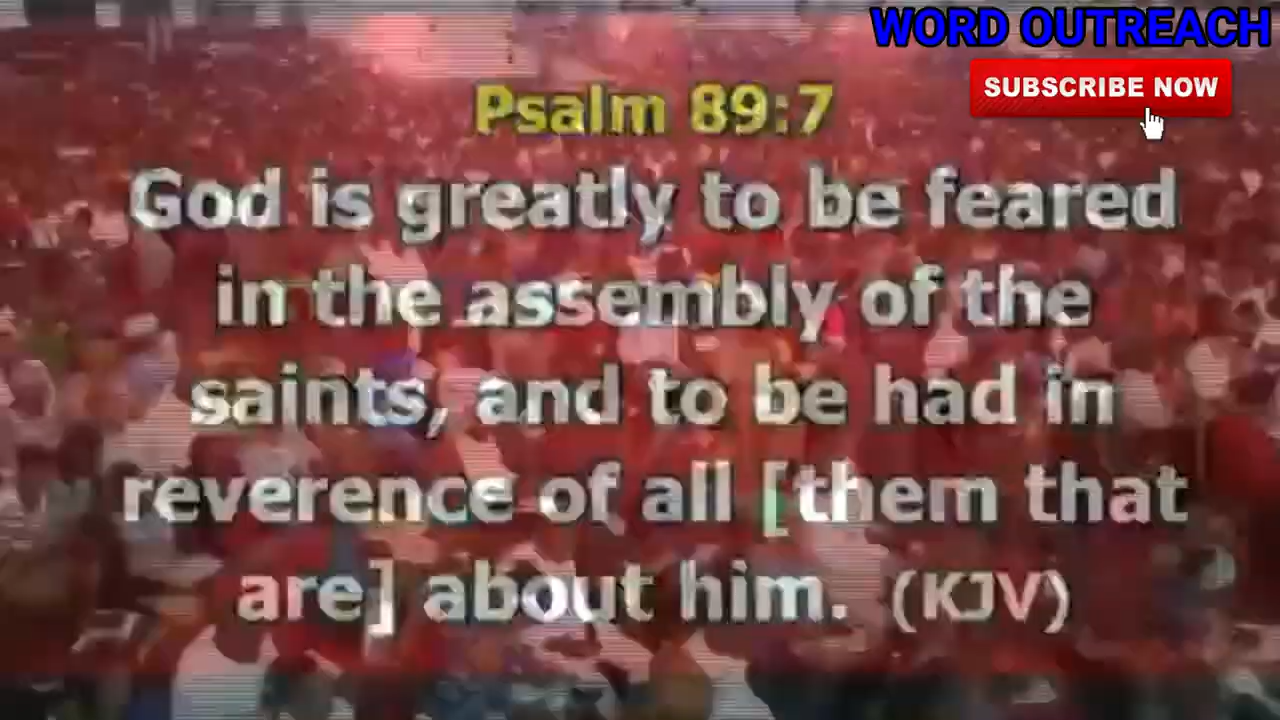 WORD OUTREACH
SUBSCRIBE NOW
Psalm 89:7
God is greatly to be feared
in the assembly of the
saints, and to be had in
reverence of all [them that
are] about him. (KJV)